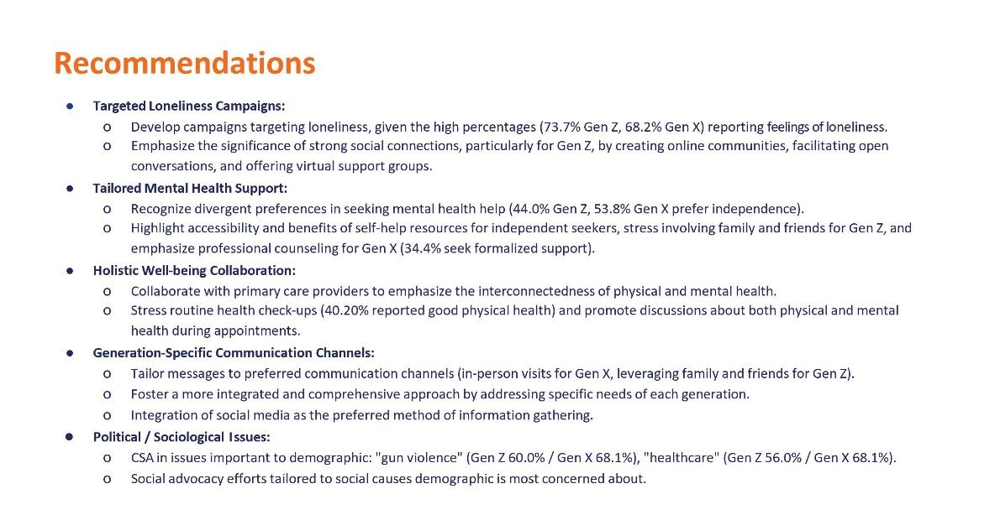 Recommendations
• Targeted Loneliness Campaigns:
o Develop campaigns targeting loneliness, given the high percentages (73.7% Gen Z, 68.2% Gen X) reporting feelings of loneliness.
o Emphasize the significance of strong social connections, particularly for Gen Z, by creating online communities, facilitating open
conversations, and offering virtual support groups.
• Tailored Mental Health Support:
o Recognize divergent preferences in seeking mental health help (44.0% Gen Z, 53.8% Gen X prefer independence).
o Highlight accessibility and benefits of self-help resources for independent seekers, stress involving family and friends for Gen Z, and
emphasize professional counseling for Gen X (34.4% seek formalized support).
• Holistic Well-being Collaboration:
o Collaborate with primary care providers to emphasize the interconnectedness of physical and mental health.
o Stress routine health check-ups (40.20% reported good physical health) and promote discussions about both physical and mental
health during appointments.
• Generation-Specific Communication Channels:
o Tailor messages to preferred communication channels (in-person visits for Gen X, leveraging family and friends for Gen Z).
o Foster a more integrated and comprehensive approach by addressing specific needs of each generation.
o Integration of social media as the preferred method of information gathering.
• Political / Sociological Issues:
o CSA in issues important to demographic: "gun violence" (Gen Z 60.0% / Gen X 68.1%), "healthcare" (Gen Z 56.0% / Gen X 68.1%).
o Social advocacy efforts tailored to social causes demographic is most concerned about.